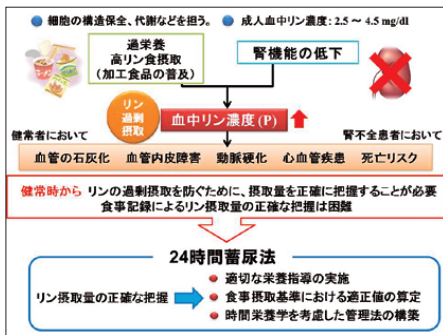 ● 細胞の構造保全、代謝などを担う。 ● 成人血中リン濃度: 2.5 ～ 4.5 mg/dl
過栄養
高リン食摂取
(加工食品の普及)
腎機能の低下
リン
過剰
摂取
血中リン濃度(P)
健常者において
腎不全患者において
血管の石灰化 血管内皮障害 動脈硬化 心血管疾患 死亡リスク
健常時から リンの過剰摂取を防ぐために、摂取量を正確に把握することが必要
食事記録によるリン摂取量の正確な把握は困難
24時間蓄尿法
リン摂取量の正確な把握
● 適切な栄養指導の実施
● 食事摂取基準における適正値の算定
● 時間栄養学を考慮した管理法の構築